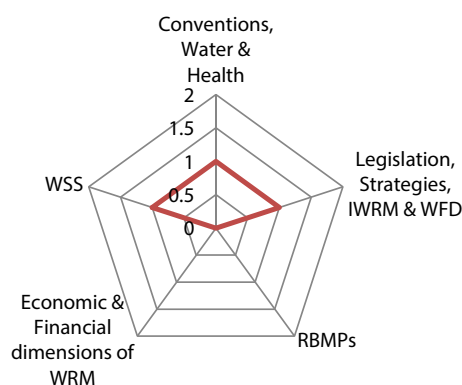 Conventions,
Water &
Health
2
1.5
1
0.5
0
Legislation,
Strategies,
IWRM & WFD
RBMPs
Economic &
Financial
dimensions of
WRM
WSS